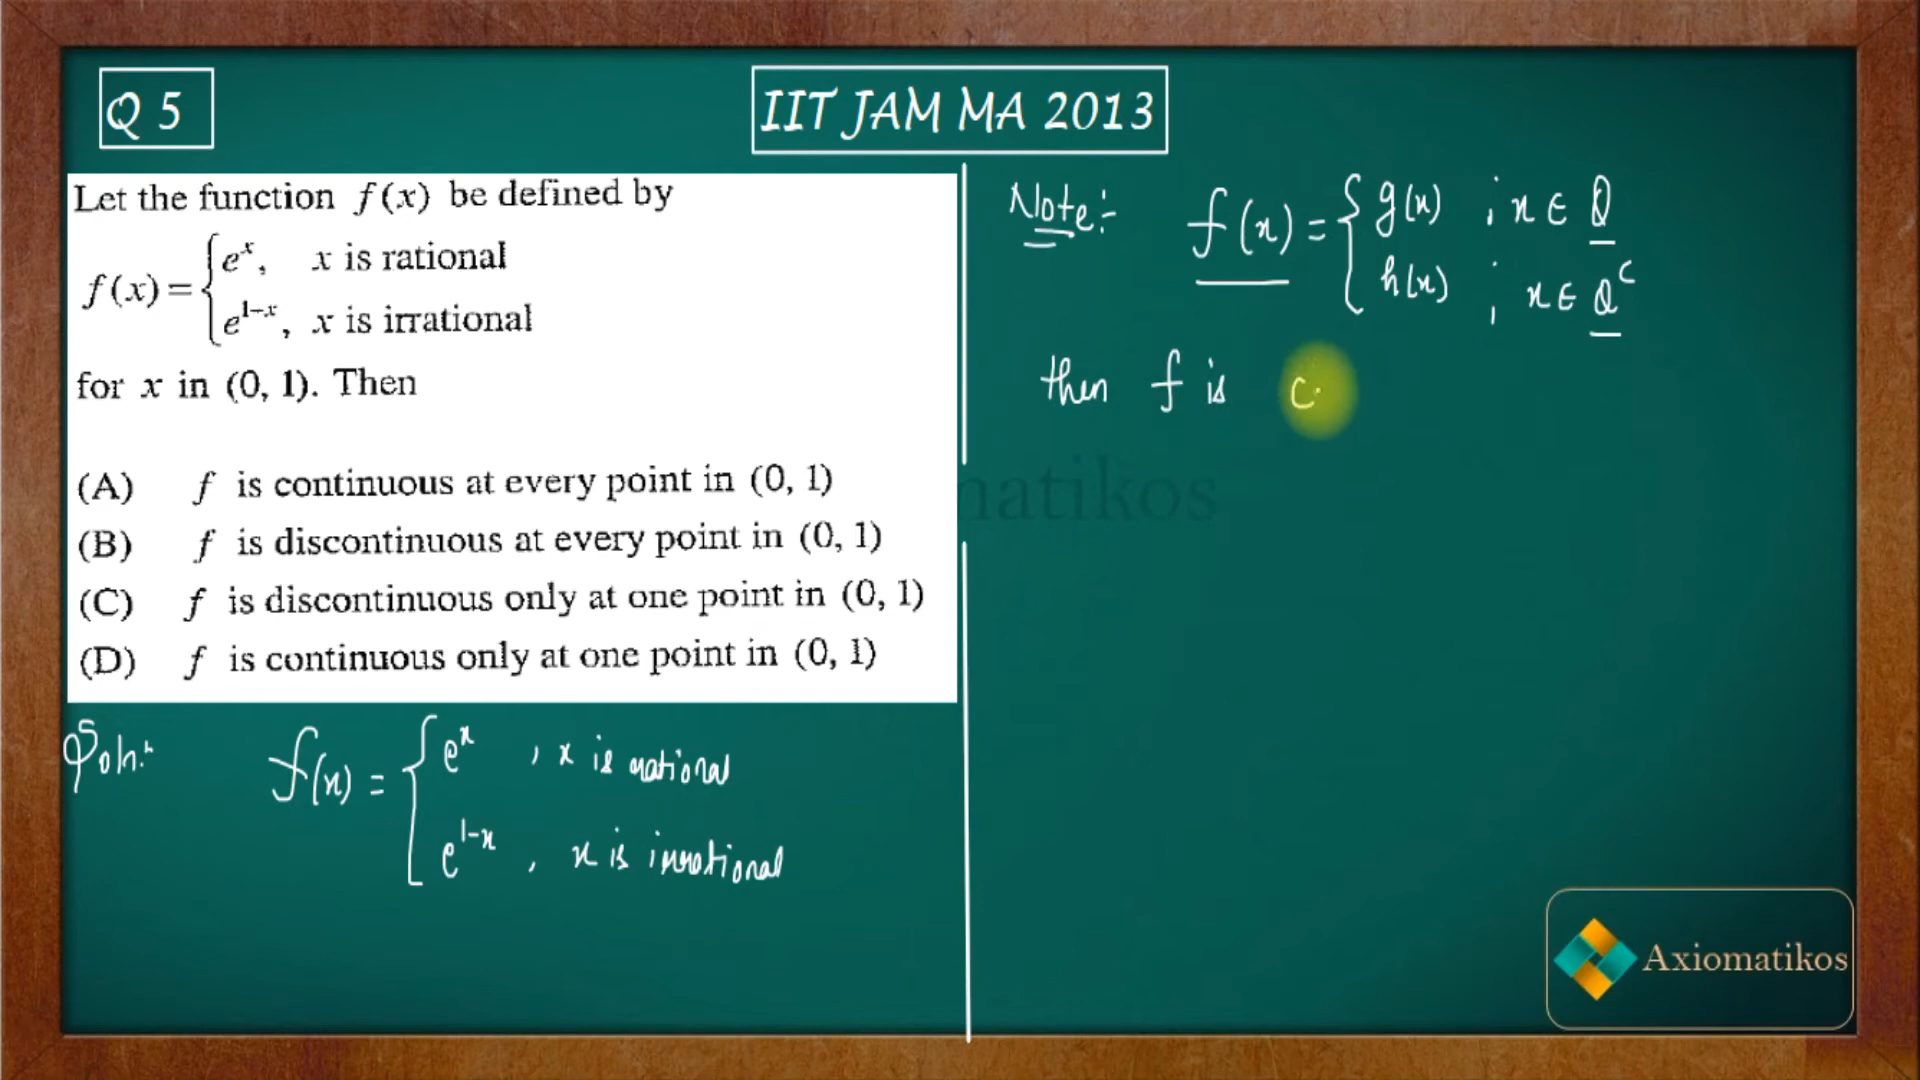 Q 5
IIT JAM MA 2013
Let the function f(x) be defined by
f(x) = { e^x, x is rational
e^{1-x}, x is irrational
for x in (0, 1). Then
(A) f is continuous at every point in (0, 1)
(B) f is discontinuous at every point in (0, 1)
(C) f is discontinuous only at one point in (0, 1)
(D) f is continuous only at one point in (0, 1)
Soln:
f(x) = { e^x , x is rational
e^{1-x} , x is irrational
Note:- f(x) = { g(x) ; x ∈ Q
h(x) ; x ∈ Q^c
then f is c
matikos
Axiomatikos